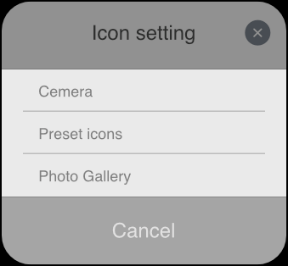 Icon setting
Cemera
Preset icons
Photo Gallery
Cancel